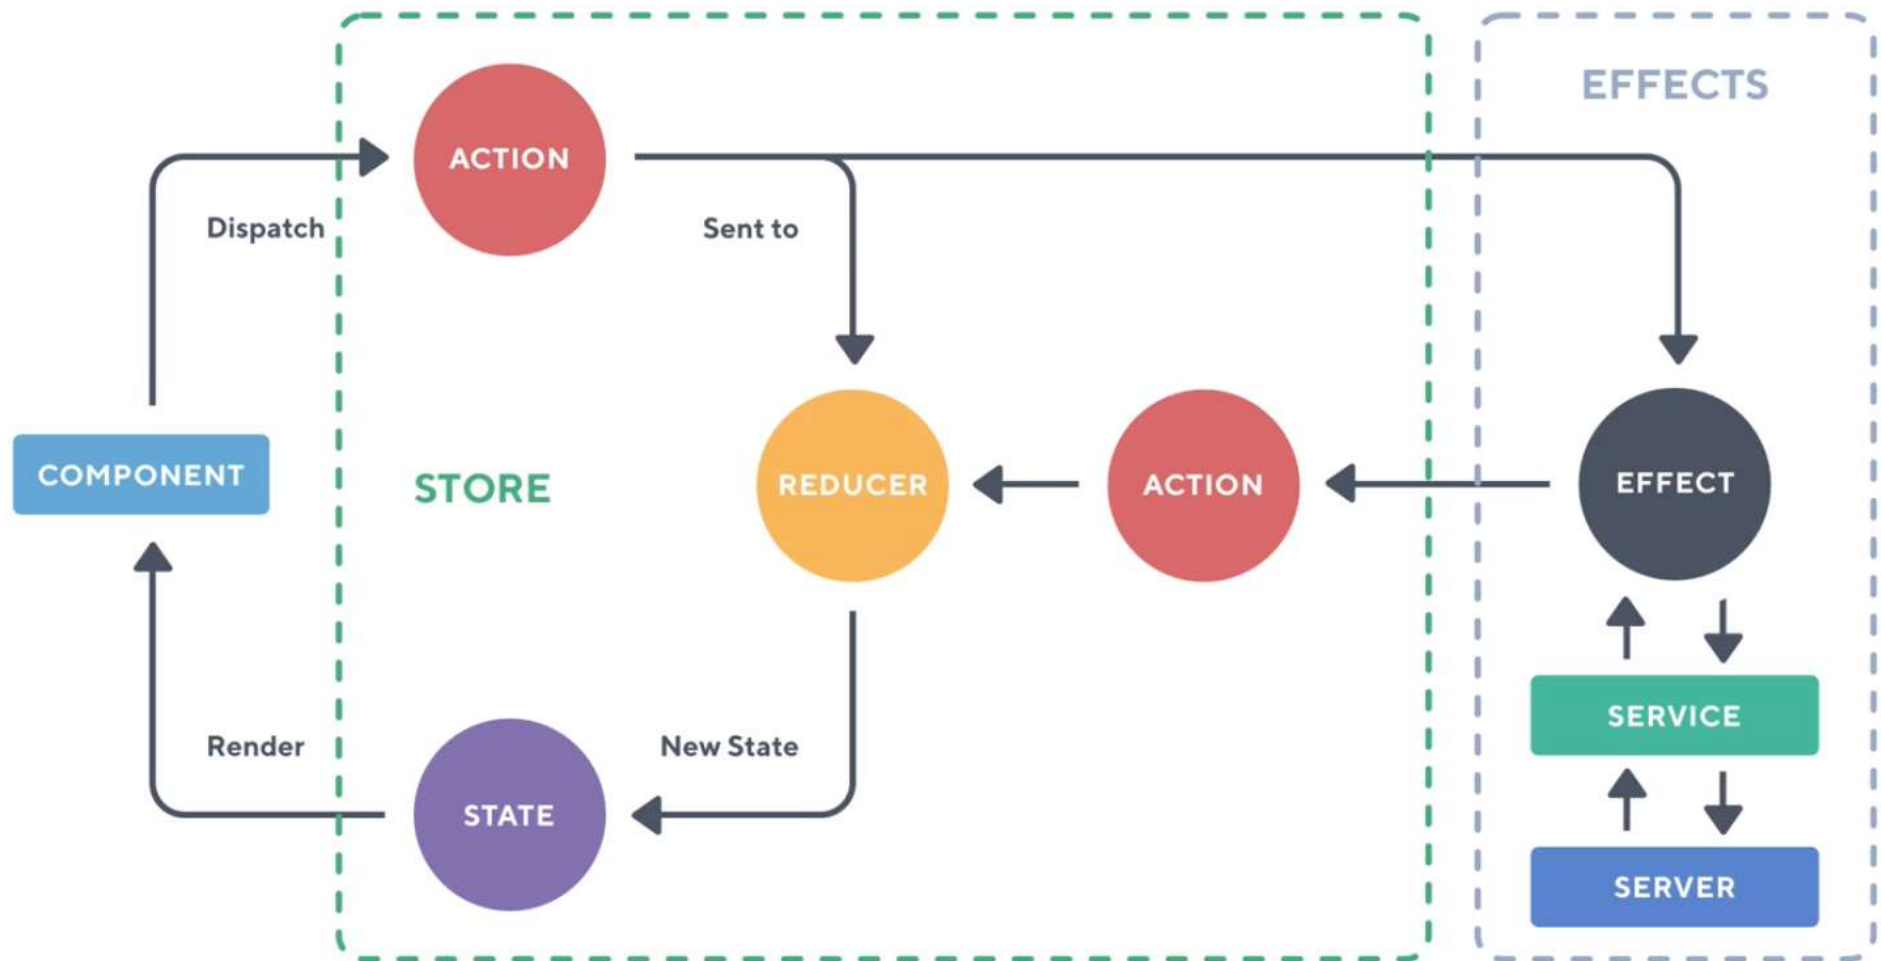 EFFECTS
ACTION
Dispatch
Sent to
COMPONENT
STORE
REDUCER
ACTION
EFFECT
SERVICE
Render
New State
STATE
SERVER